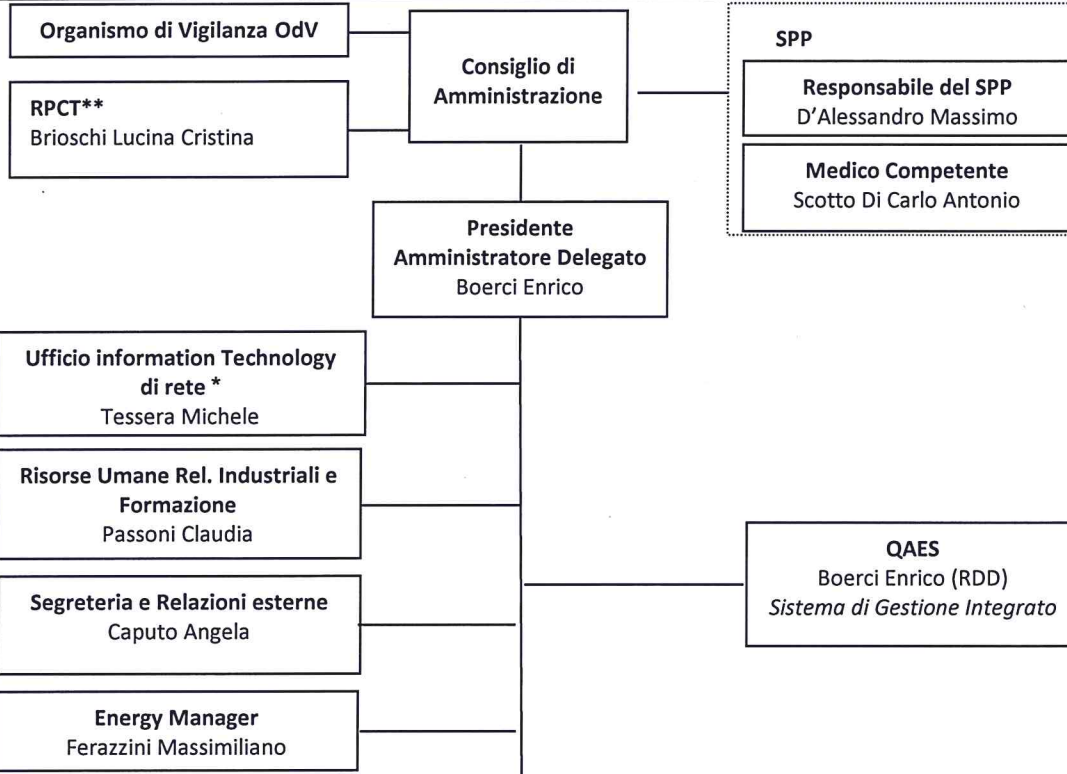 Organismo di Vigilanza OdV
RPCT**
Brioschi Lucina Cristina
Consiglio di
Amministrazione
SPP
Responsabile del SPP
D'Alessandro Massimo
Medico Competente
Scotto Di Carlo Antonio
Presidente
Amministratore Delegato
Boerci Enrico
Ufficio information Technology
di rete *
Tessera Michele
Risorse Umane Rel. Industriali e
Formazione
Passoni Claudia
Segreteria e Relazioni esterne
Caputo Angela
Energy Manager
Ferazzini Massimiliano
QAES
Boerci Enrico (RDD)
Sistema di Gestione Integrato